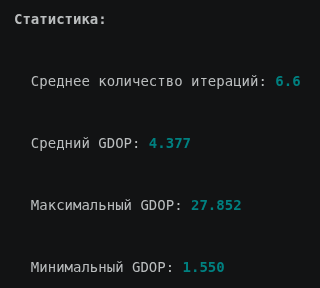 Статистика:
Среднее количество итераций: 6.6
Средний GDOP: 4.377
Максимальный GDOP: 27.852
Минимальный GDOP: 1.550